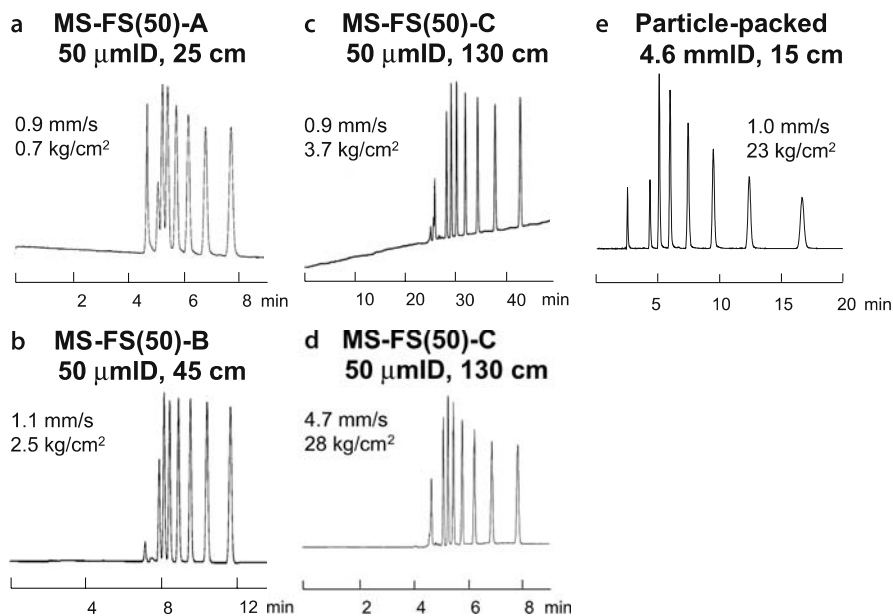 a MS-FS(50)-A
50 μmID, 25 cm
0.9 mm/s
0.7 kg/cm²
2 4 6 8 min
b MS-FS(50)-B
50 μmID, 45 cm
1.1 mm/s
2.5 kg/cm²
4 8 12 min
c MS-FS(50)-C
50 μmID, 130 cm
0.9 mm/s
3.7 kg/cm²
10 20 30 40 min
d MS-FS(50)-C
50 μmID, 130 cm
4.7 mm/s
28 kg/cm²
2 4 6 8 min
e Particle-packed
4.6 mmID, 15 cm
1.0 mm/s
23 kg/cm²
5 10 15 20 min